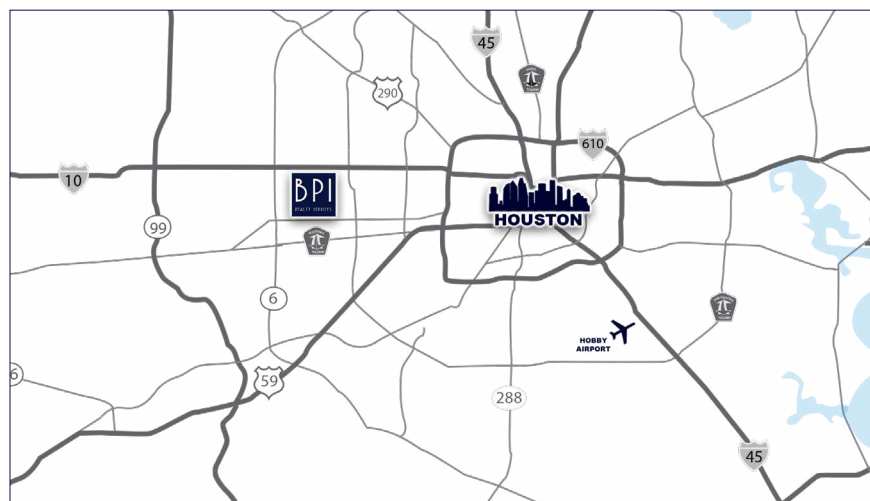 45
290
610
10
BPI
REALTY SERVICES
HOUSTON
99
6
HOBBY
AIRPORT
6
59
288
45